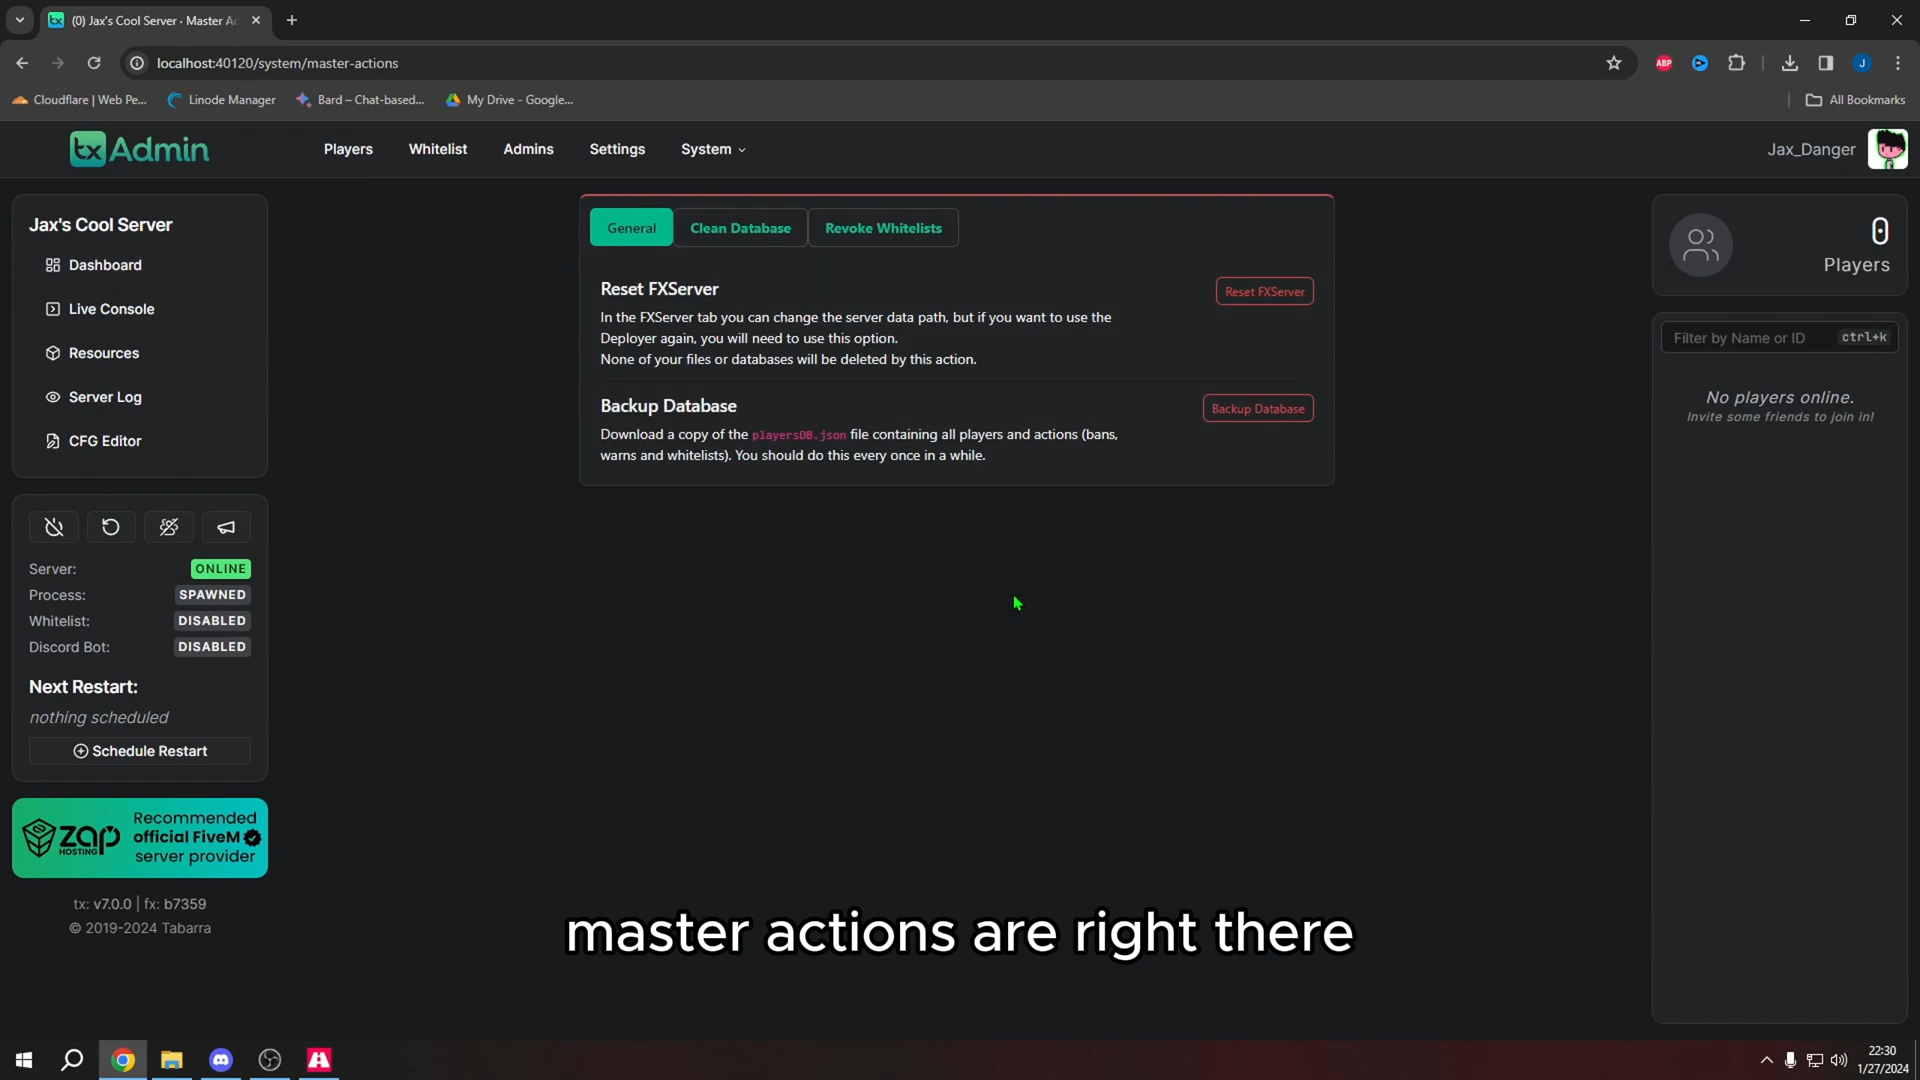 (0) Jax's Cool Server · Master Ac
localhost:40120/system/master-actions
ABP
J
Cloudflare | Web Pe...
Linode Manager
Bard – Chat-based...
My Drive - Google...
All Bookmarks
tx Admin
Players
Whitelist
Admins
Settings
System
Jax_Danger
Jax's Cool Server
Dashboard
Live Console
Resources
Server Log
CFG Editor
Server: ONLINE
Process: SPAWNED
Whitelist: DISABLED
Discord Bot: DISABLED
Next Restart:
nothing scheduled
Schedule Restart
ZAP HOSTING
Recommended
official FiveM
server provider
tx: v7.0.0 | fx: b7359
© 2019-2024 Tabarra
General
Clean Database
Revoke Whitelists
Reset FXServer
Reset FXServer
In the FXServer tab you can change the server data path, but if you want to use the
Deployer again, you will need to use this option.
None of your files or databases will be deleted by this action.
Backup Database
Backup Database
Download a copy of the playersDB.json file containing all players and actions (bans,
warns and whitelists). You should do this every once in a while.
0
Players
Filter by Name or ID
ctrl+k
No players online.
Invite some friends to join in!
master actions are right there
22:30
1/27/2024